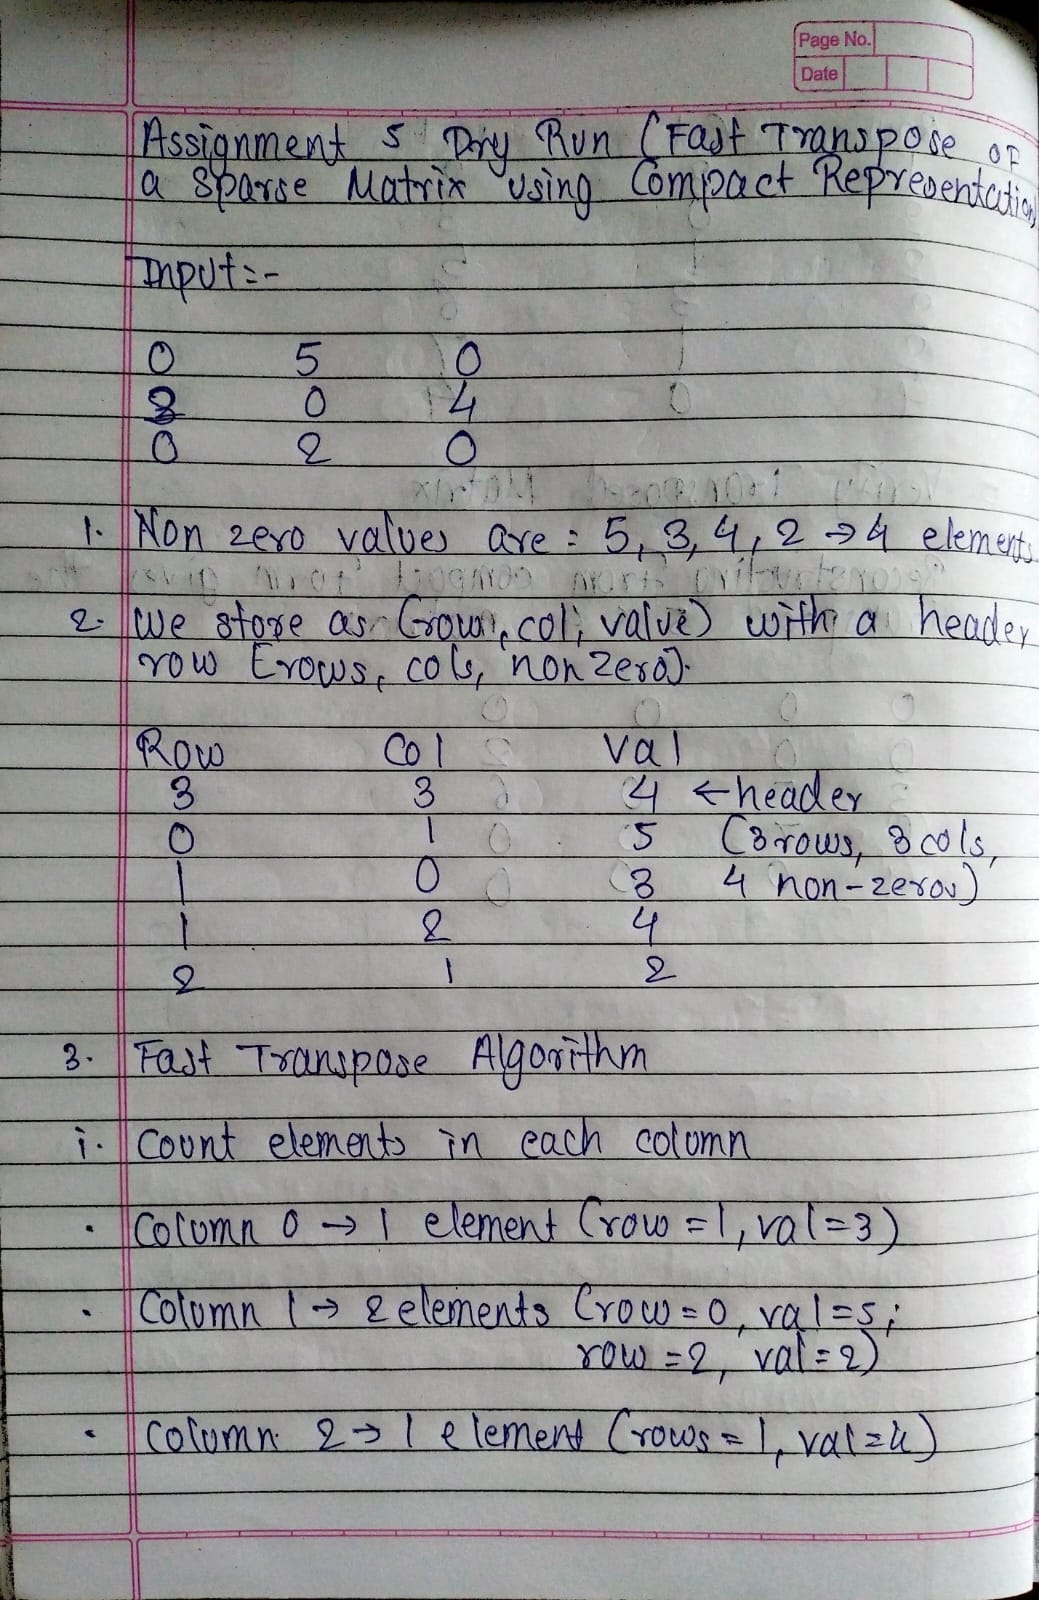 Page No.
Date
Assignment 5 Dry Run (Fast Transpose of
a Sparse Matrix using Compact Representation
Input:-
0 5 0
3 0 4
0 2 0
1. Non zero values are : 5, 3, 4, 2 → 4 elements
2. We store as (row, col, value) with a header
row [rows, cols, non zero].
Row Col Val
3 3 4 ← header
0 1 5 (3 rows, 3 cols,
1 0 3 4 non-zeros)
1 2 4
2 1 2
3. Fast Transpose Algorithm
i. Count elements in each column
• Column 0 → 1 element (row = 1, val = 3)
• Column 1 → 2 elements (row = 0, val = 5;
row = 2, val = 2)
• Column 2 → 1 element (rows = 1, val = 4)